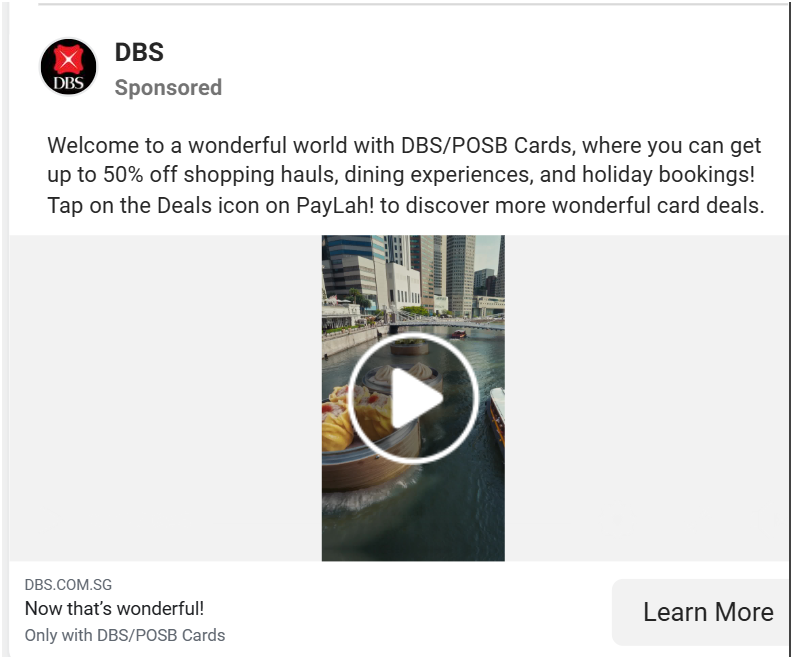 DBS
DBS
Sponsored
Welcome to a wonderful world with DBS/POSB Cards, where you can get
up to 50% off shopping hauls, dining experiences, and holiday bookings!
Tap on the Deals icon on PayLah! to discover more wonderful card deals.
DBS.COM.SG
Now that's wonderful!
Only with DBS/POSB Cards
Learn More